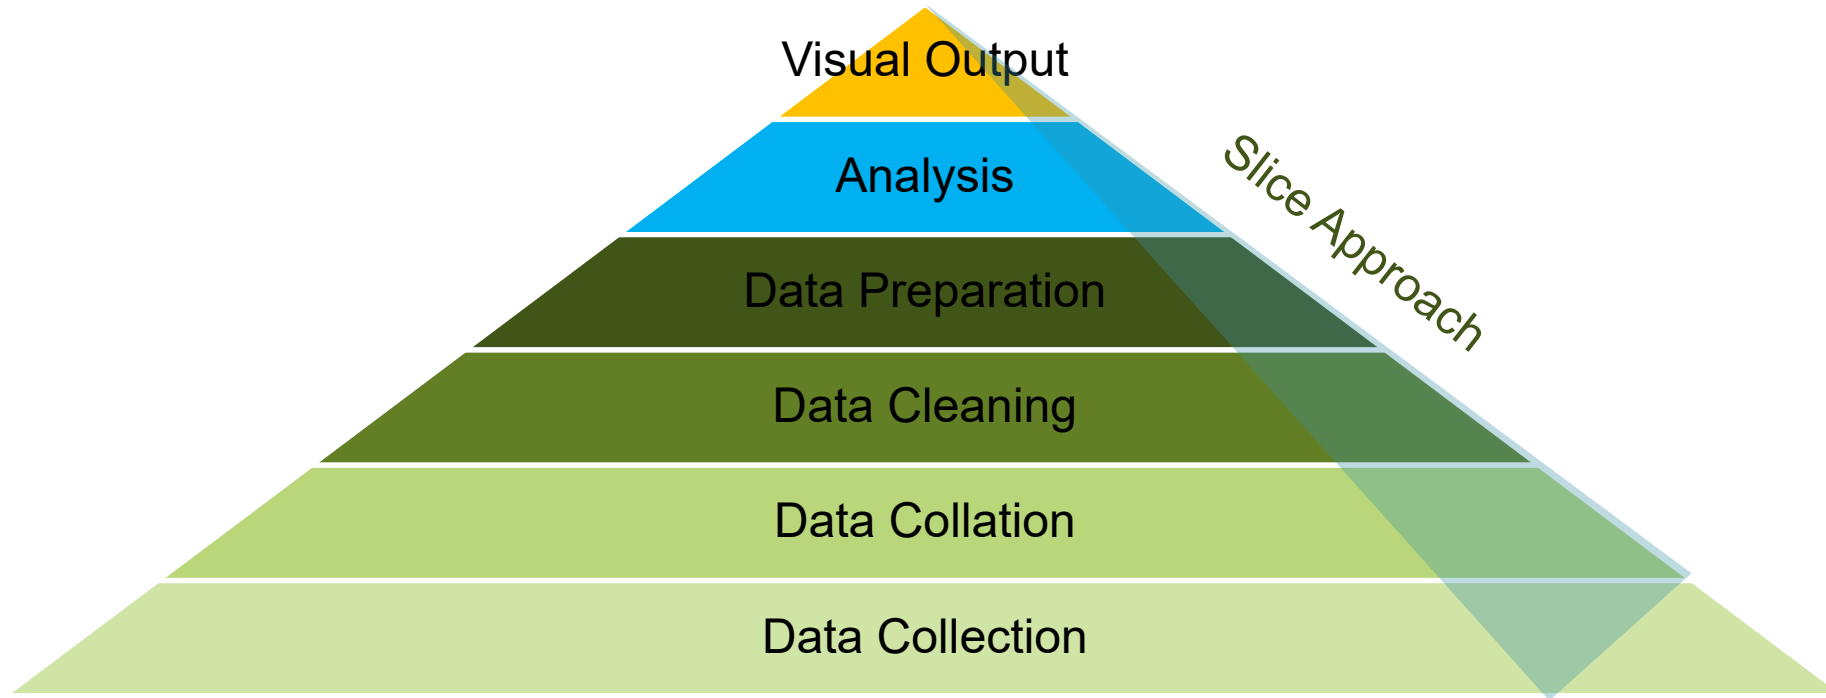 Visual Output
Analysis
Slice Approach
Data Preparation
Data Cleaning
Data Collation
Data Collection